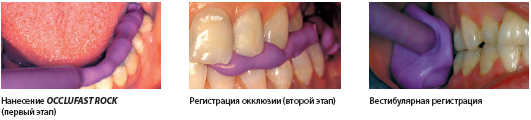 Нанесение OCCLUFAST ROCK
(первый этап)
Регистрация окклюзии (второй этап)
Вестибулярная регистрация